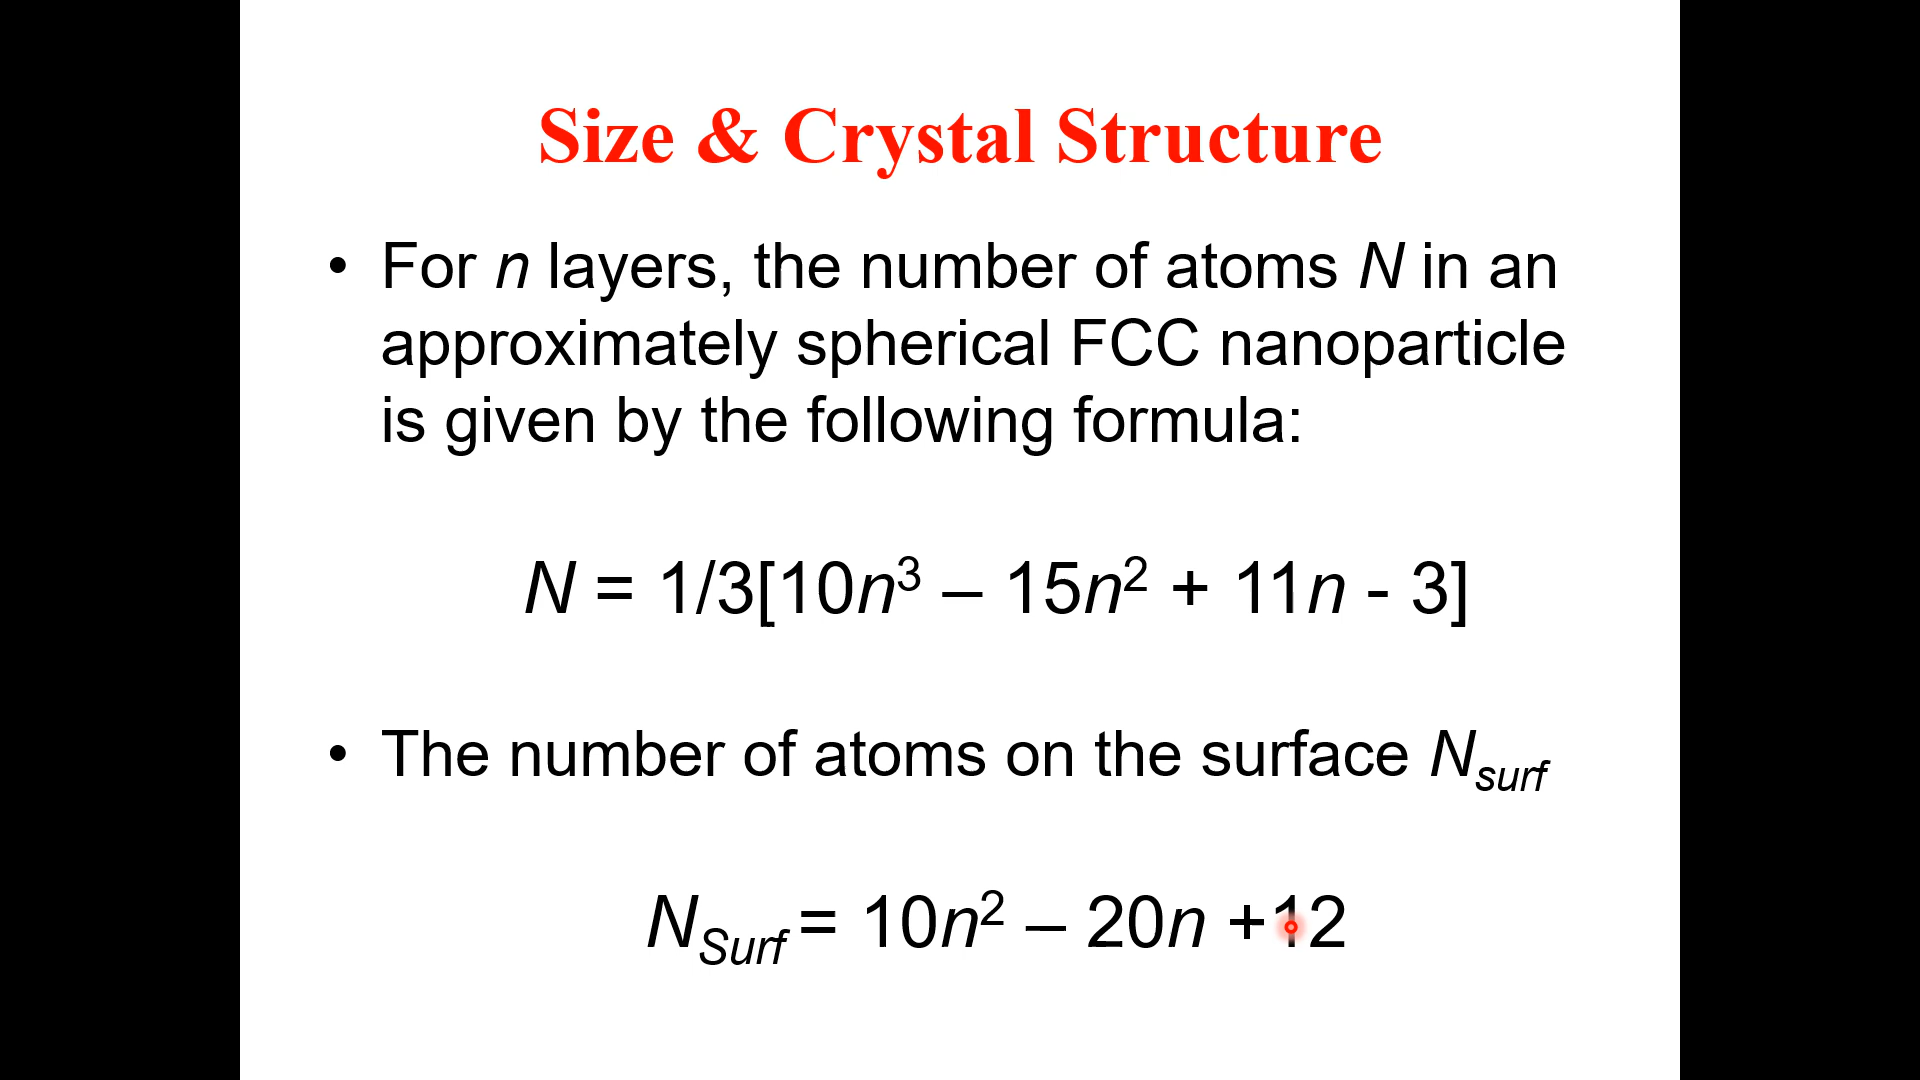 Size & Crystal Structure
• For n layers, the number of atoms N in an
approximately spherical FCC nanoparticle
is given by the following formula:
N = 1/3[10n³ – 15n² + 11n - 3]
• The number of atoms on the surface Nsurf
NSurf = 10n² – 20n +12